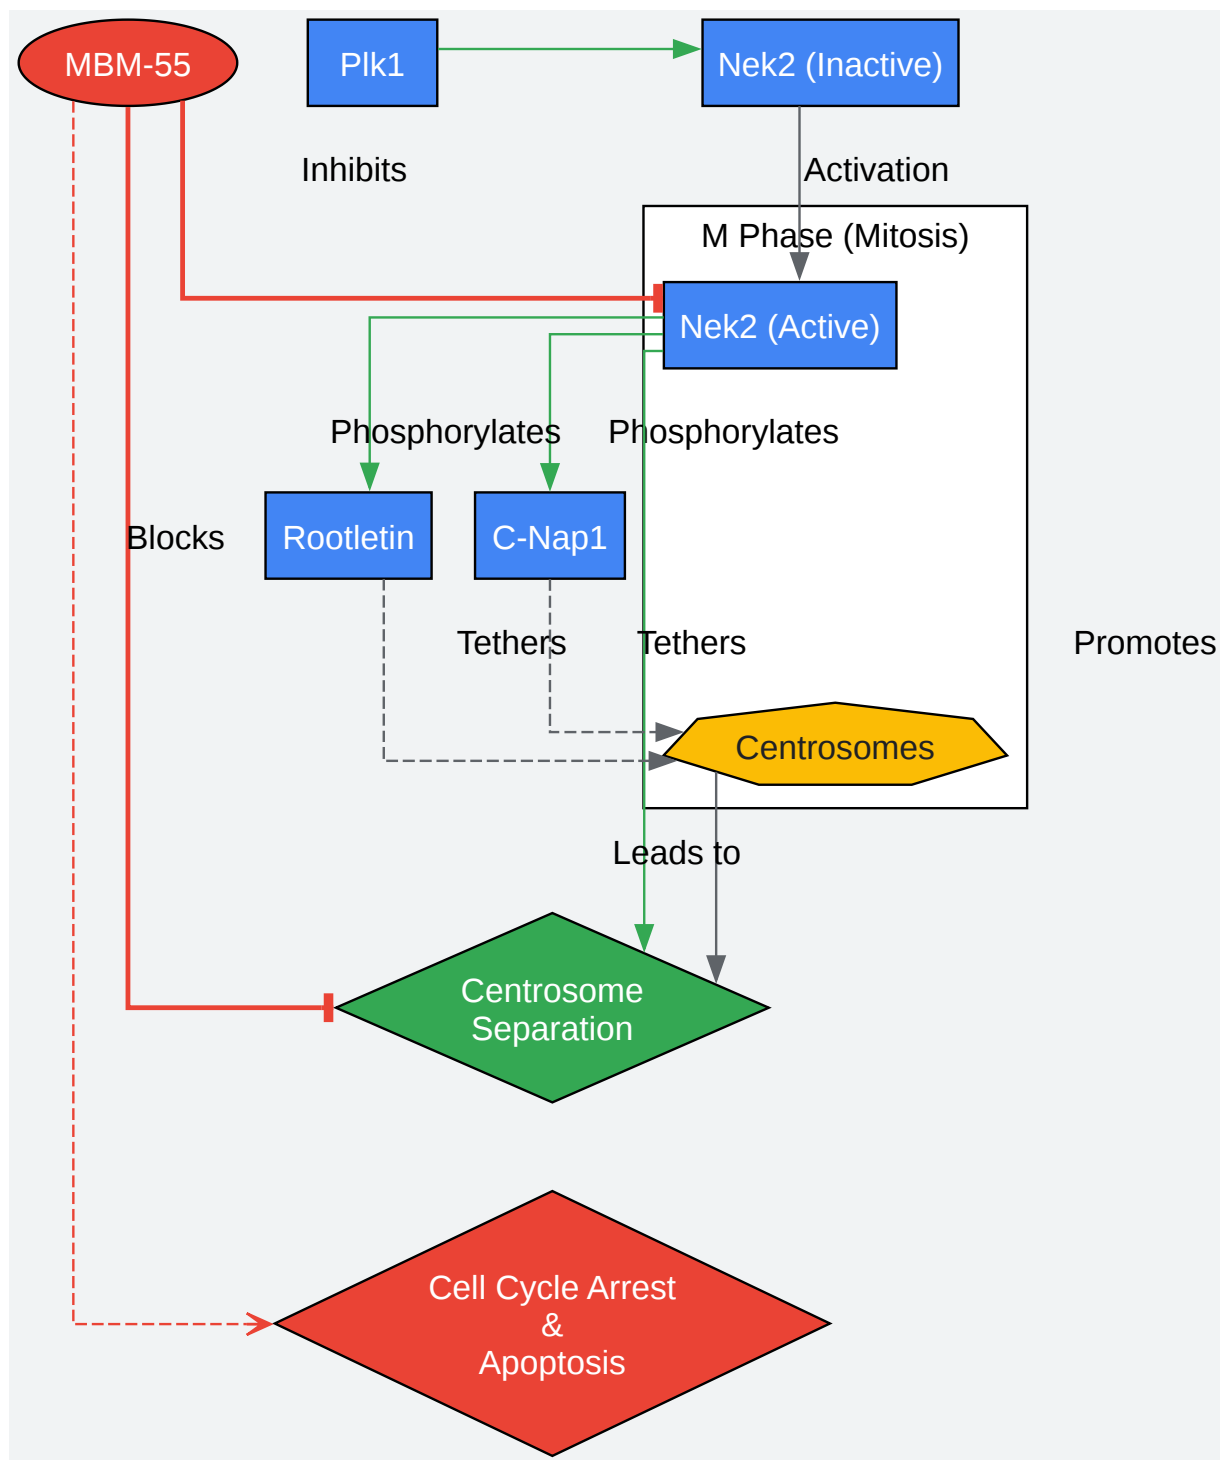 MBM-55
Plk1
Nek2 (Inactive)
Inhibits
Activation
M Phase (Mitosis)
Nek2 (Active)
Phosphorylates
Phosphorylates
Blocks
Rootletin
C-Nap1
Tethers
Tethers
Promotes
Centrosomes
Leads to
Centrosome
Separation
Cell Cycle Arrest
&
Apoptosis